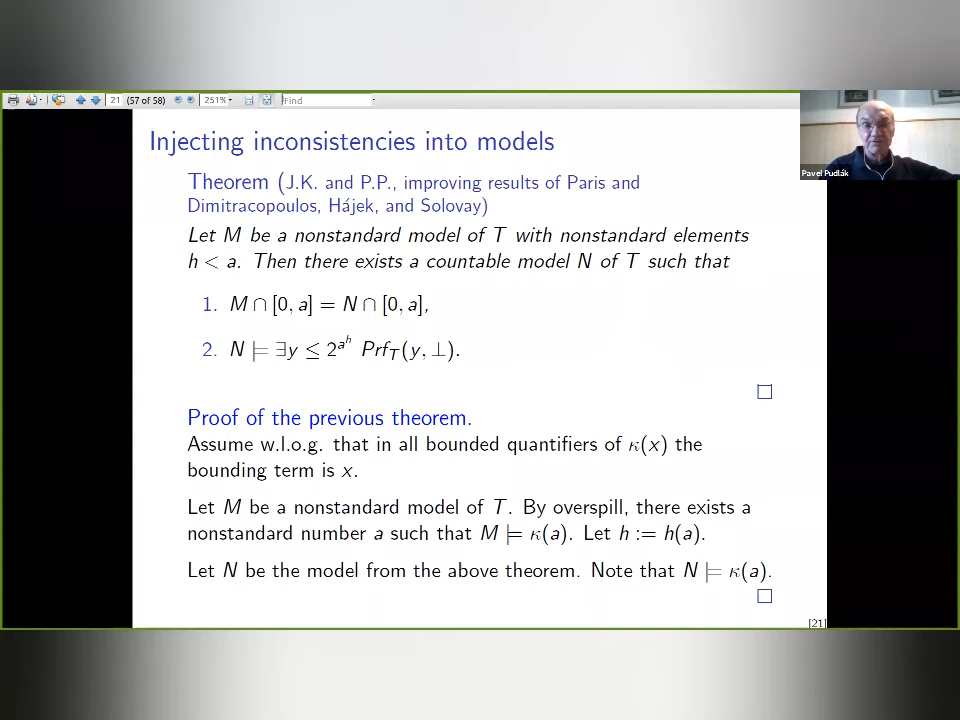 21 (57 of 58) 251% Find
Pavel Pudlák
Injecting inconsistencies into models
Theorem (J.K. and P.P., improving results of Paris and
Dimitracopoulos, Hájek, and Solovay)
Let M be a nonstandard model of T with nonstandard elements
h < a. Then there exists a countable model N of T such that
1. M ∩ [0, a] = N ∩ [0, a],
2. N ⊨ ∃y ≤ 2^{a^h} Prf_T(y, ⊥).
□
Proof of the previous theorem.
Assume w.l.o.g. that in all bounded quantifiers of κ(x) the
bounding term is x.
Let M be a nonstandard model of T. By overspill, there exists a
nonstandard number a such that M ⊨ κ(a). Let h := h(a).
Let N be the model from the above theorem. Note that N ⊨ κ(a).
□
[21]